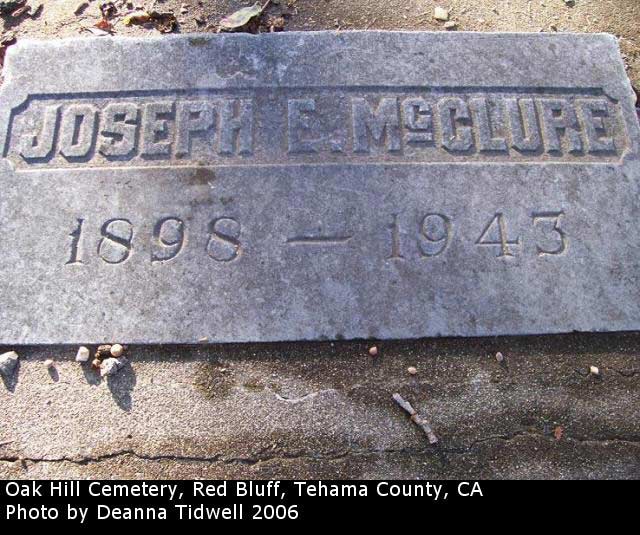 JOSEPH E. McCLURE
1898 — 1943
Oak Hill Cemetery, Red Bluff, Tehama County, CA
Photo by Deanna Tidwell 2006